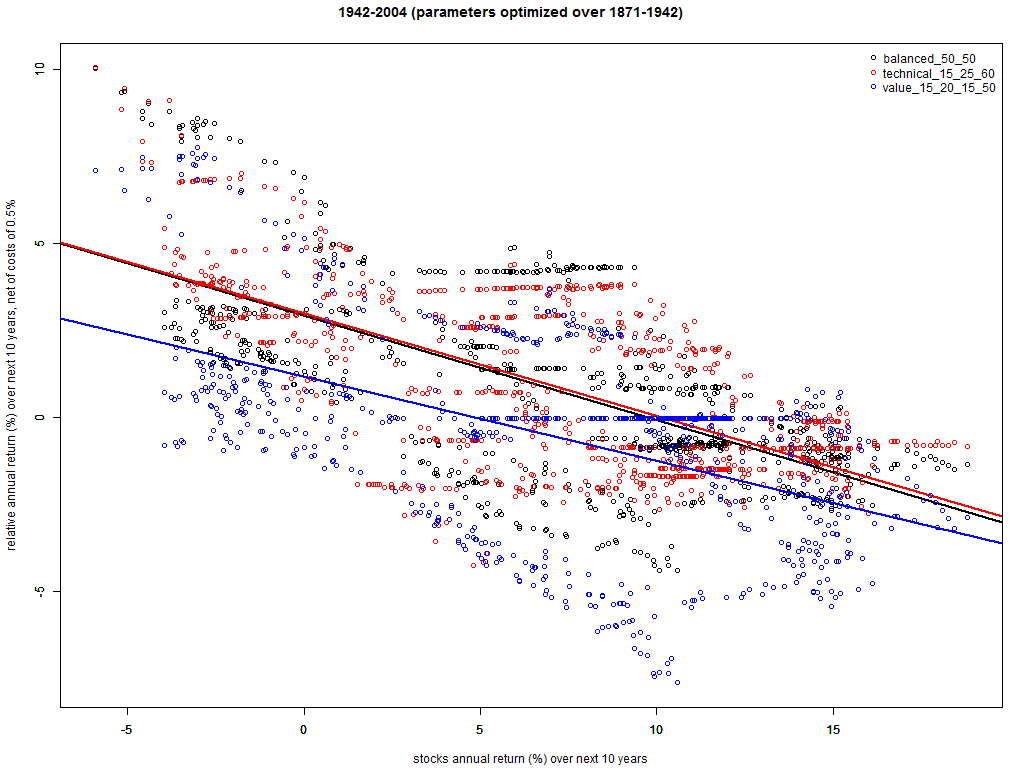 1942-2004 (parameters optimized over 1871-1942)
balanced_50_50
technical_15_25_60
value_15_20_15_50
relative annual return (%) over next 10 years, net of costs of 0.5%
10
5
0
-5
-5
0
5
10
15
stocks annual return (%) over next 10 years